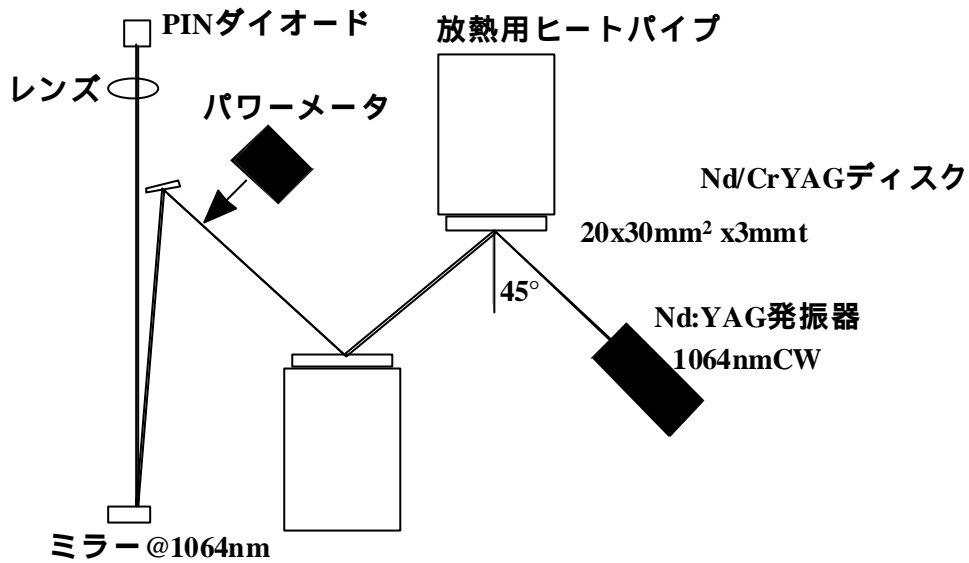 PINダイオード
放熱用ヒートパイプ
レンズ
パワーメータ
Nd/CrYAGディスク
20x30mm² x3mmt
45°
Nd:YAG発振器
1064nmCW
ミラー@1064nm